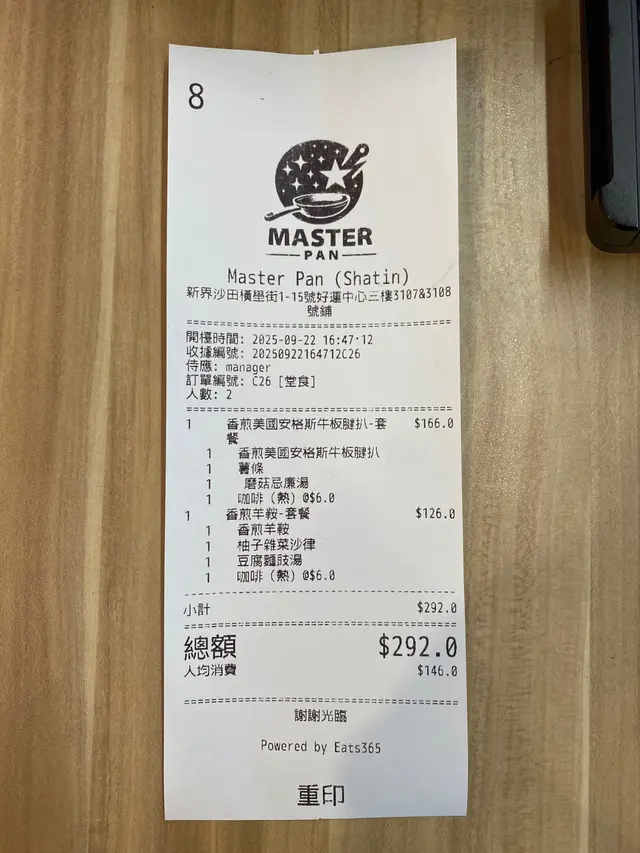 8
MASTER
PAN
Master Pan (Shatin)
新界沙田橫壆街1-15號好運中心三樓3107&3108
號舖
開檯時間: 2025-09-22 16:47:12
收據編號: 20250922164712C26
侍應: manager
訂單編號: C26 [堂食]
人數: 2
1 香煎美國安格斯牛板腱扒-套 $166.0
餐
1 香煎美國安格斯牛板腱扒
1 薯條
1 磨菇忌廉湯
1 咖啡（熱）@$6.0
1 香煎羊鞍-套餐 $126.0
1 香煎羊鞍
1 柚子雜菜沙律
1 豆腐麵豉湯
1 咖啡（熱）@$6.0
小計 $292.0
總額 $292.0
人均消費 $146.0
謝謝光臨
Powered by Eats365
重印